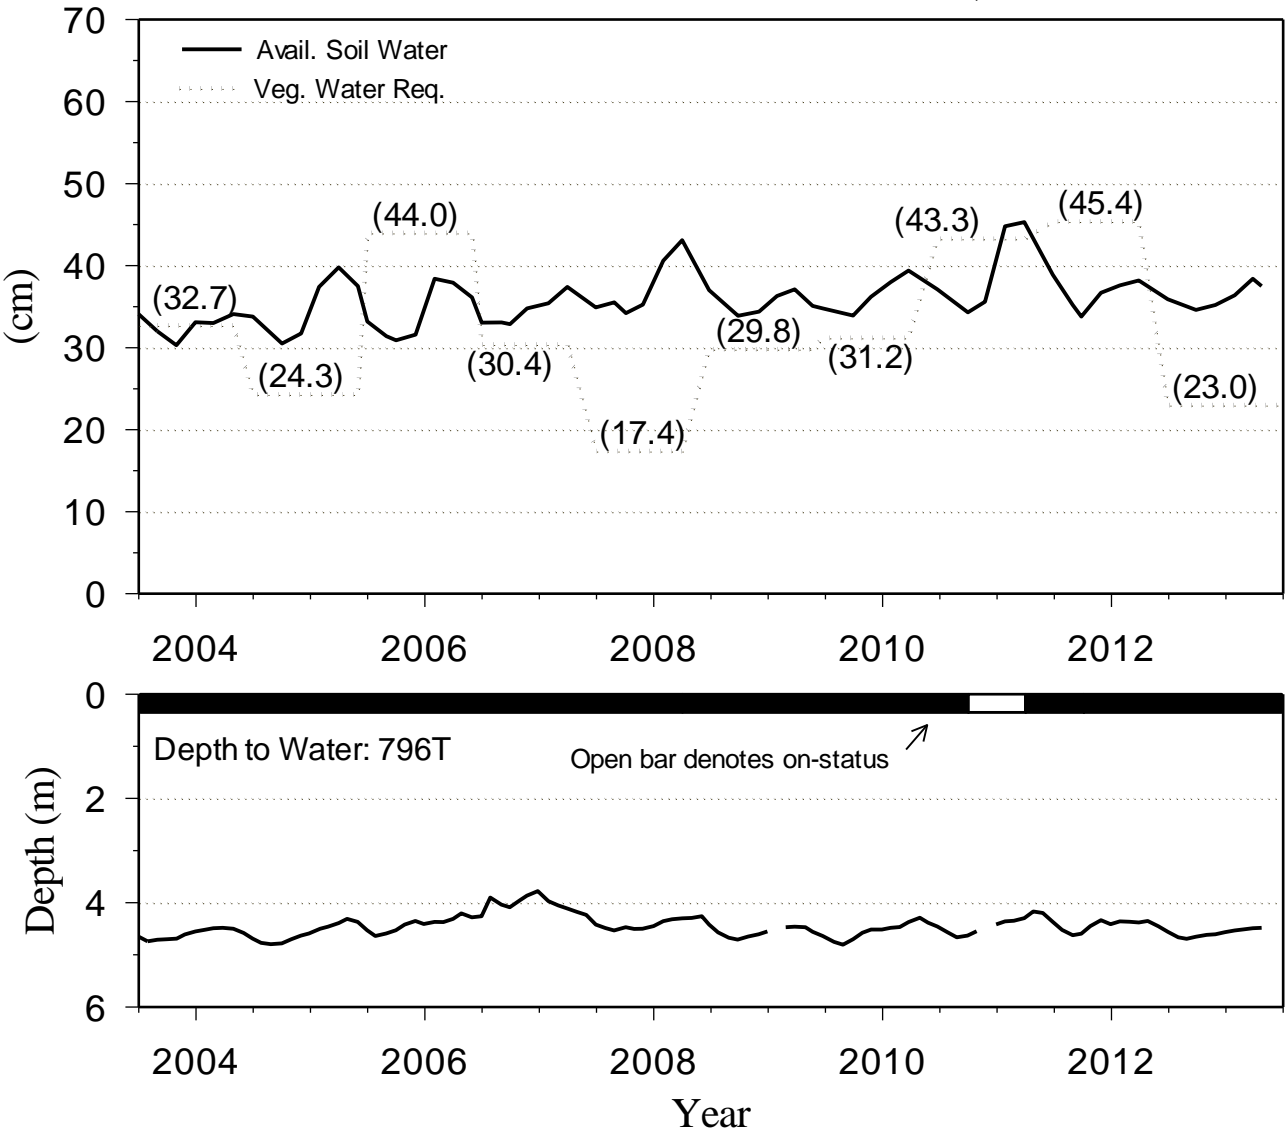 70
Avail. Soil Water
Veg. Water Req.
60
50
(44.0)
(43.3)
(45.4)
40
(cm)
(32.7)
30
(24.3)
(30.4)
(29.8)
(31.2)
(23.0)
20
(17.4)
10
0
2004 2006 2008 2010 2012
0
Depth to Water: 796T
Open bar denotes on-status
Depth (m)
2
4
6
2004 2006 2008 2010 2012
Year